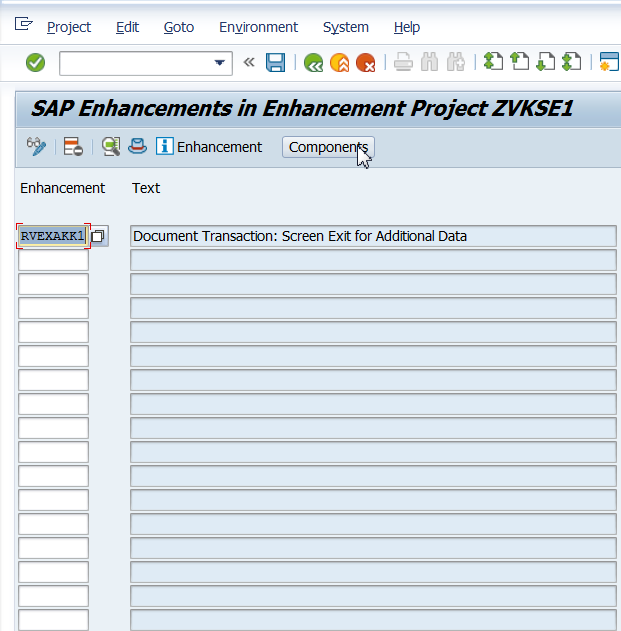 Project Edit Goto Environment System Help
SAP Enhancements in Enhancement Project ZVKSE1
Enhancement Components
Enhancement Text
RVEXAKK1 Document Transaction: Screen Exit for Additional Data